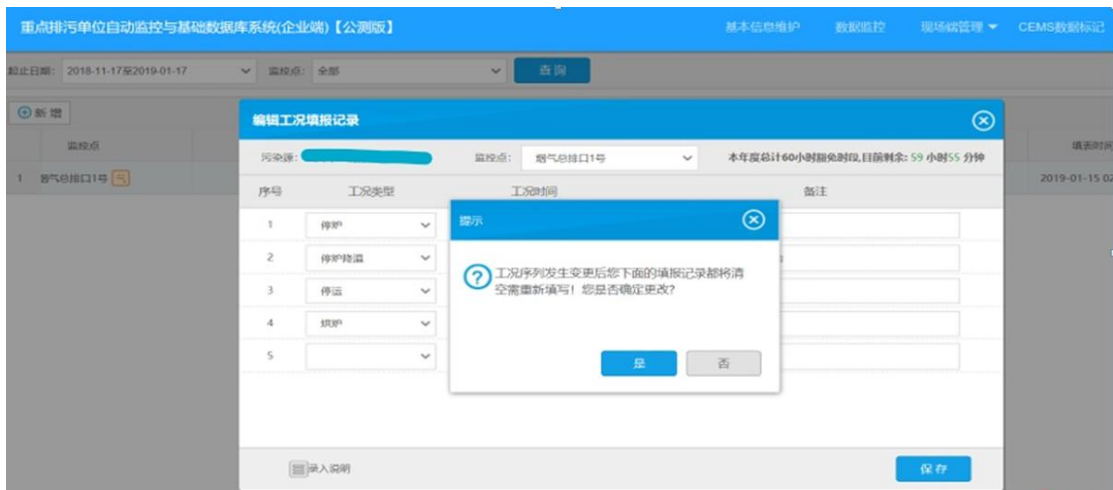 重点排污单位自动监控与基础数据库系统(企业端)【公测版】
基本信息维护 数据监控 现场端管理 CEMS数据标记
起止日期: 2018-11-17至2019-01-17 监控点: 全部 查询
新增
编辑工况填报记录
监控点 填表时间
污染源: 监控点: 烟气总排口1号 本年度总计60小时豁免时段,目前剩余: 59 小时55 分钟
1 烟气总排口1号 气 2019-01-15 02
序号 工况类型 工况时间 备注
1 停炉
2 停炉降温
3 停运
4 烘炉
5
提示
工况序列发生变更后您下面的填报记录都将清
空需重新填写！您是否确定更改?
是 否
录入说明 保存